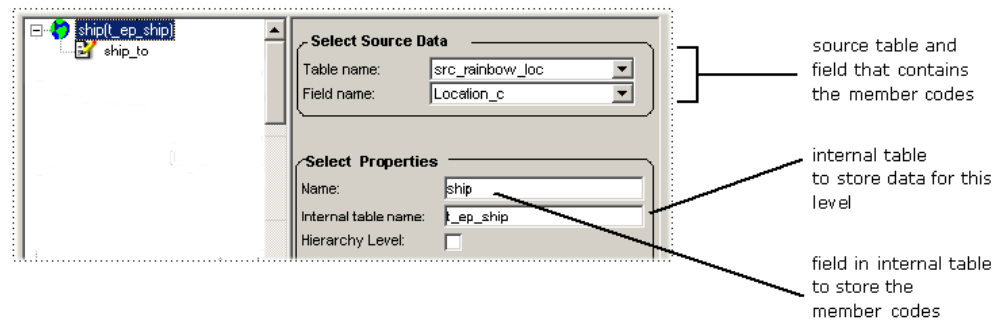 ship(t_ep_ship)
ship_to
Select Source Data
Table name: src_rainbow_loc
Field name: Location_c
Select Properties
Name: ship
Internal table name: t_ep_ship
Hierarchy Level:
source table and
field that contains
the member codes
internal table
to store data for this
level
field in internal table
to store the
member codes